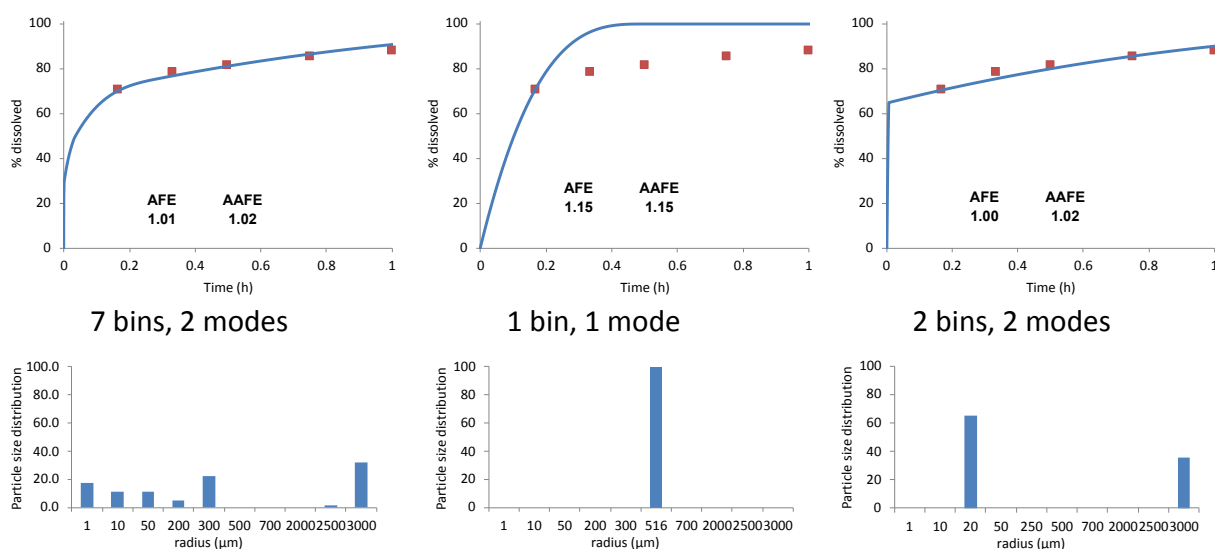 % dissolved
100
80
60
40
20
0
AFE AAFE
1.01 1.02
0 0.2 0.4 0.6 0.8 1
Time (h)
% dissolved
100
80
60
40
20
0
AFE AAFE
1.15 1.15
0 0.2 0.4 0.6 0.8 1
Time (h)
% dissolved
100
80
60
40
20
0
AFE AAFE
1.00 1.02
0 0.2 0.4 0.6 0.8 1
Time (h)
7 bins, 2 modes
1 bin, 1 mode
2 bins, 2 modes
Particle size distribution
100.0
80.0
60.0
40.0
20.0
0.0
1 10 50 200 300 500 700 2000 2500 3000
radius (µm)
Particle size distribution
100
80
60
40
20
0
1 10 50 200 300 516 700 2000 2500 3000
radius (µm)
Particle size distribution
100
80
60
40
20
0
1 10 20 50 250 500 700 2000 2500 3000
radius (µm)